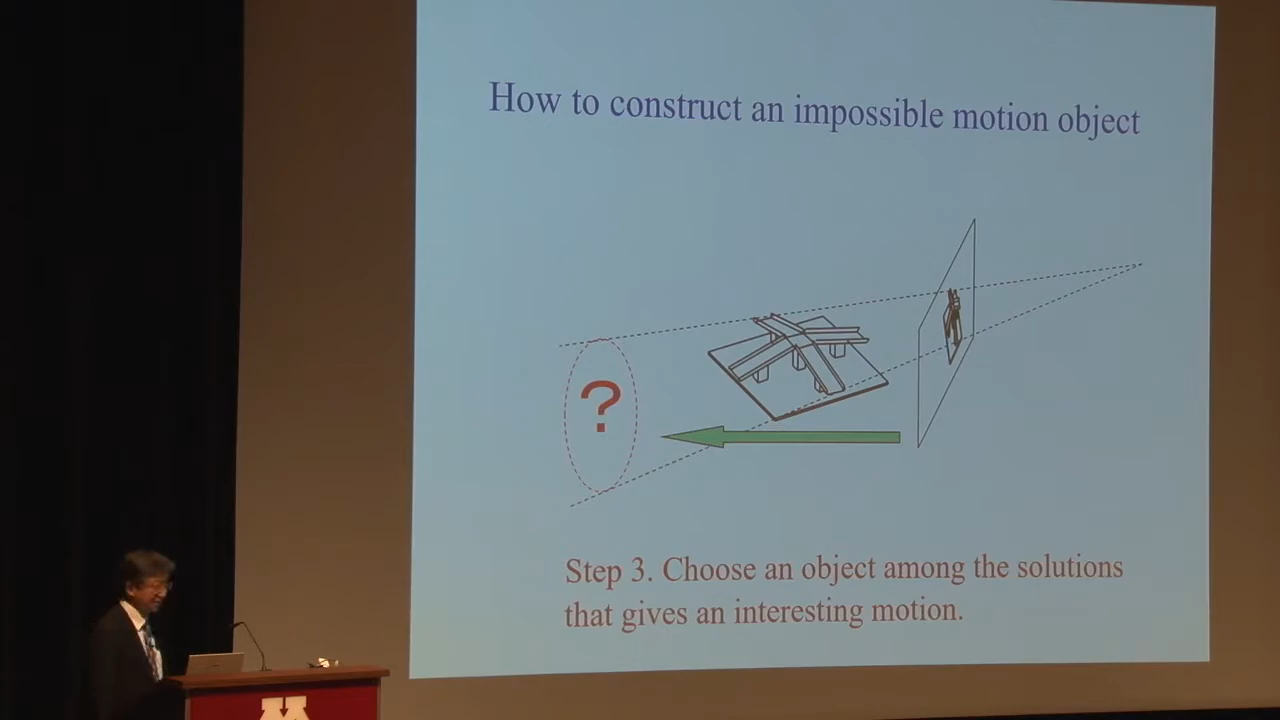 How to construct an impossible motion object
?
Step 3. Choose an object among the solutions
that gives an interesting motion.
M